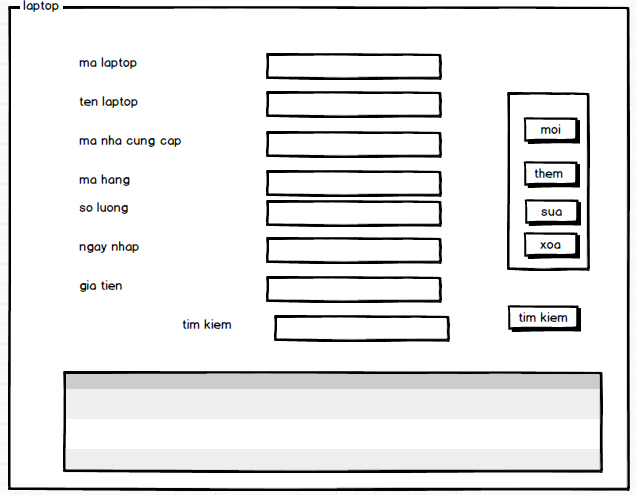 laptop
ma laptop
ten laptop
ma nha cung cap
moi
ma hang
them
so luong
sua
ngay nhap
xoa
gia tien
tim kiem
tim kiem